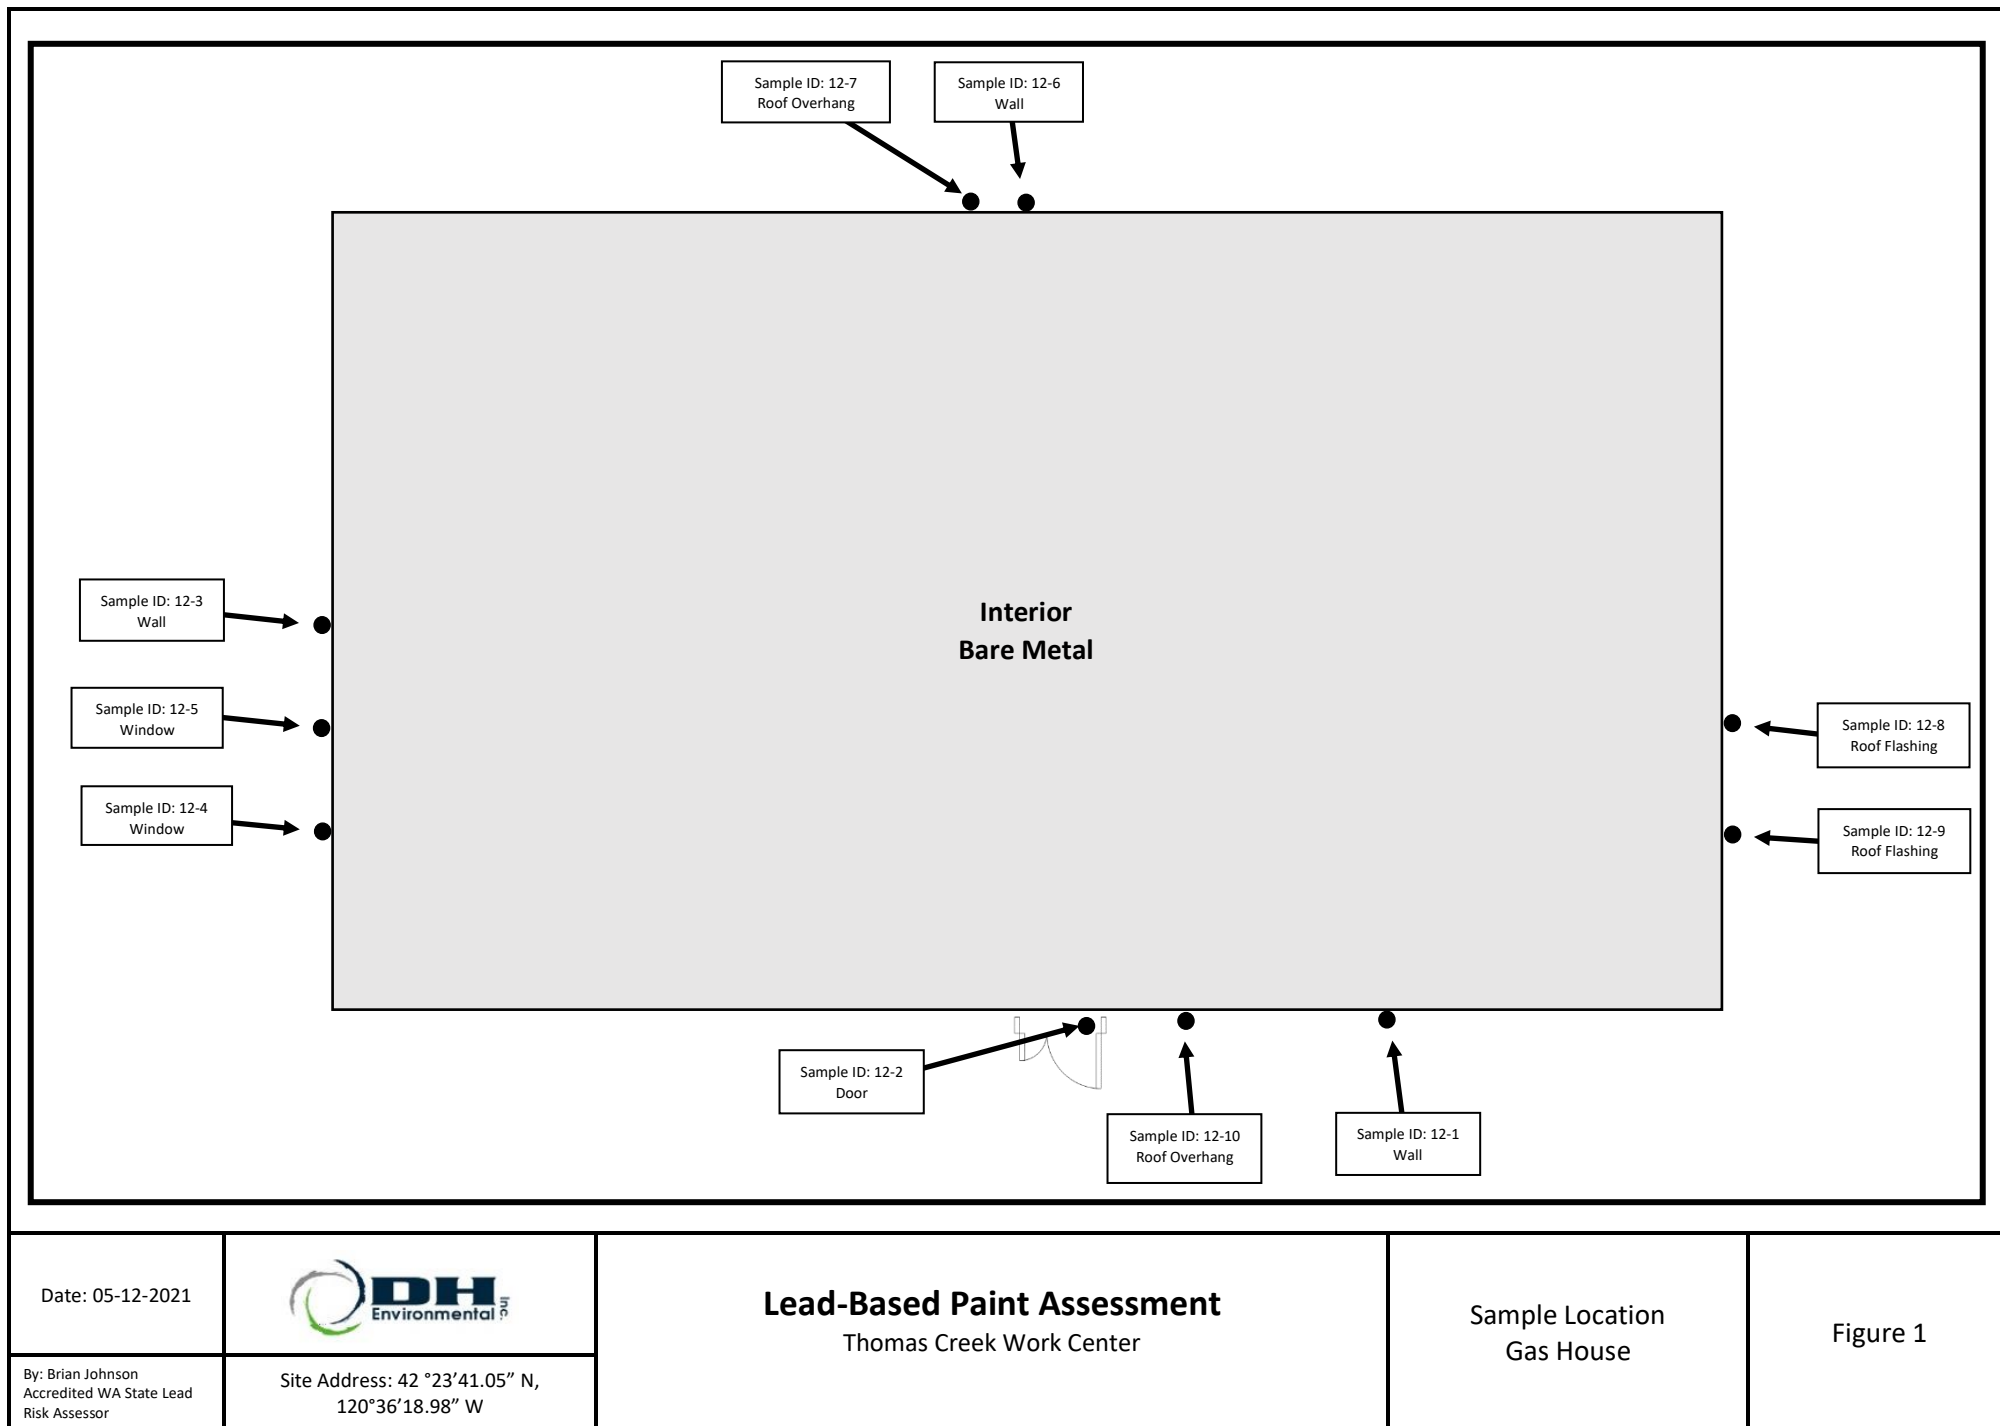 Sample ID: 12-7
Roof Overhang
Sample ID: 12-6
Wall
Sample ID: 12-3
Wall
Sample ID: 12-5
Window
Sample ID: 12-4
Window
Interior
Bare Metal
Sample ID: 12-8
Roof Flashing
Sample ID: 12-9
Roof Flashing
Sample ID: 12-2
Door
Sample ID: 12-10
Roof Overhang
Sample ID: 12-1
Wall
Date: 05-12-2021
By: Brian Johnson
Accredited WA State Lead
Risk Assessor
DH
Environmental Inc.
Site Address: 42 °23’41.05” N,
120°36’18.98” W
Lead-Based Paint Assessment
Thomas Creek Work Center
Sample Location
Gas House
Figure 1